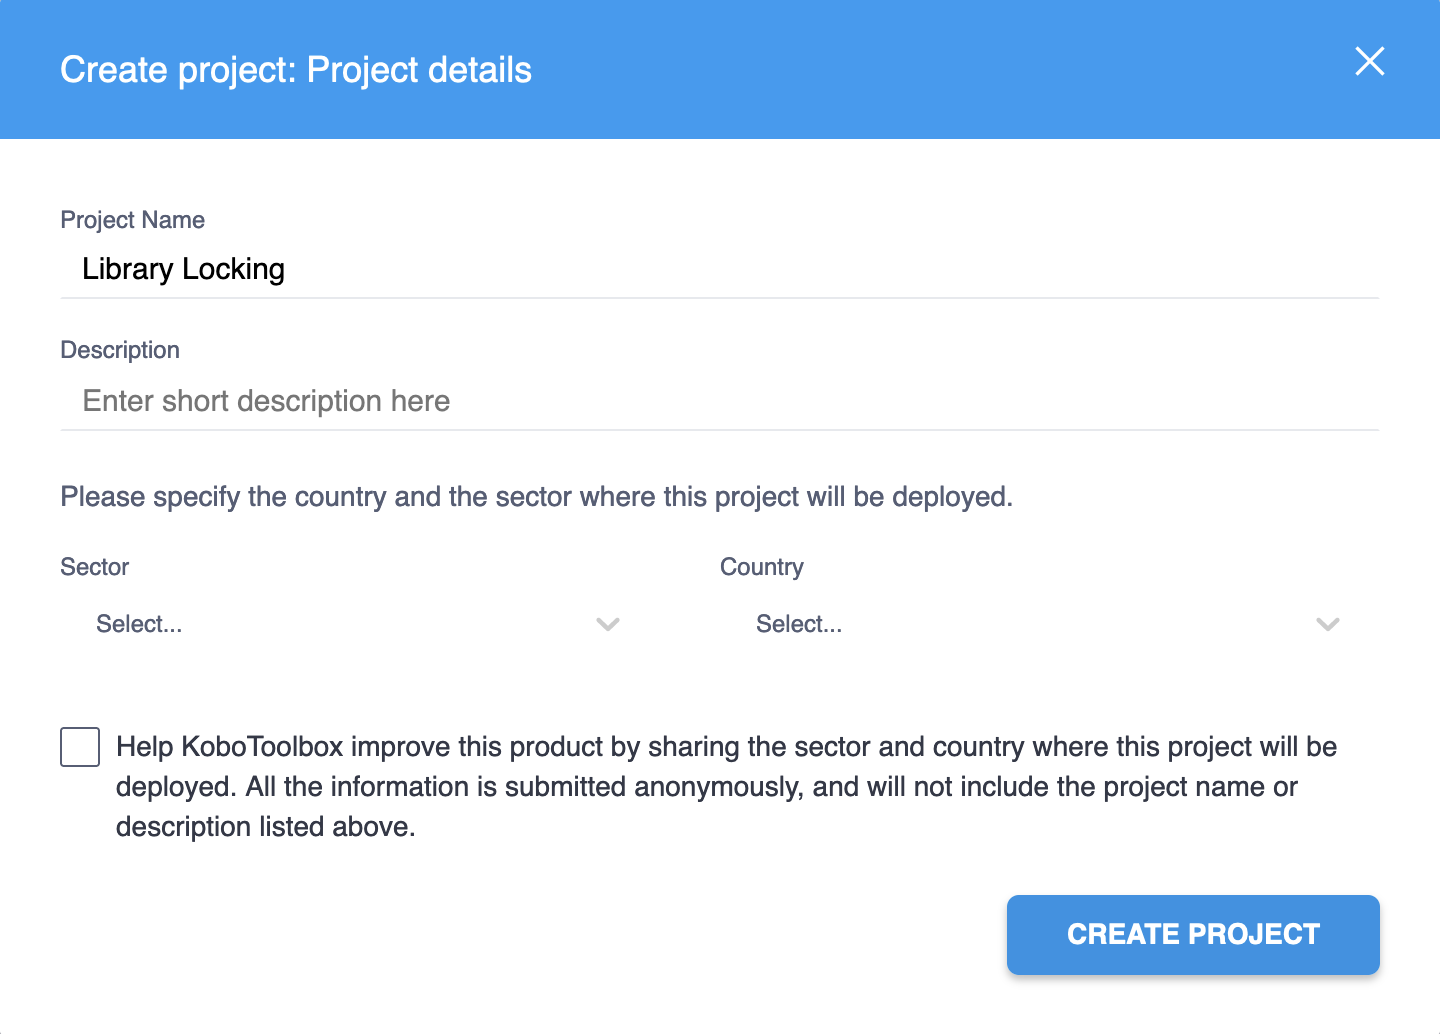 Create project: Project details
Project Name
Library Locking
Description
Enter short description here
Please specify the country and the sector where this project will be deployed.
Sector
Country
Select...
Select...
Help KoboToolbox improve this product by sharing the sector and country where this project will be
deployed. All the information is submitted anonymously, and will not include the project name or
description listed above.
CREATE PROJECT